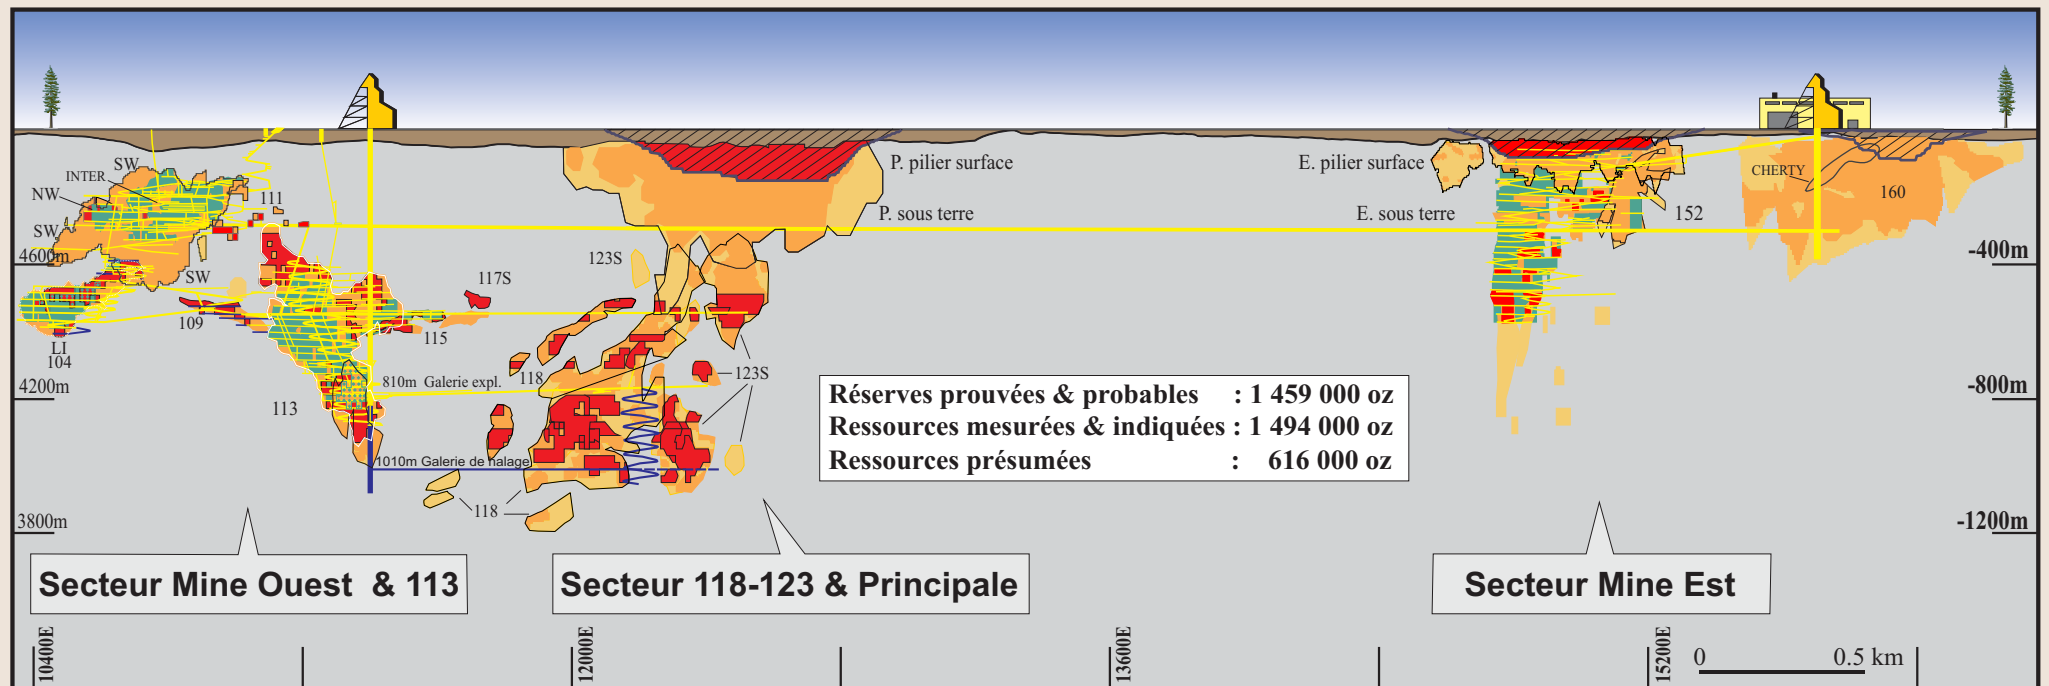 SW
INTER
NW
SW
111
P. pilier surface
E. pilier surface
CHERTY
160
P. sous terre
E. sous terre
152
4600m
SW
123S
-400m
117S
109
115
LI
104
118
810m Galerie expl.
123S
4200m
-800m
113
Réserves prouvées & probables : 1 459 000 oz
Ressources mesurées & indiquées : 1 494 000 oz
Ressources présumées : 616 000 oz
1010m Galerie de halage
118
3800m
-1200m
Secteur Mine Ouest & 113
Secteur 118-123 & Principale
Secteur Mine Est
10400E
12000E
13600E
15200E
0 0.5 km